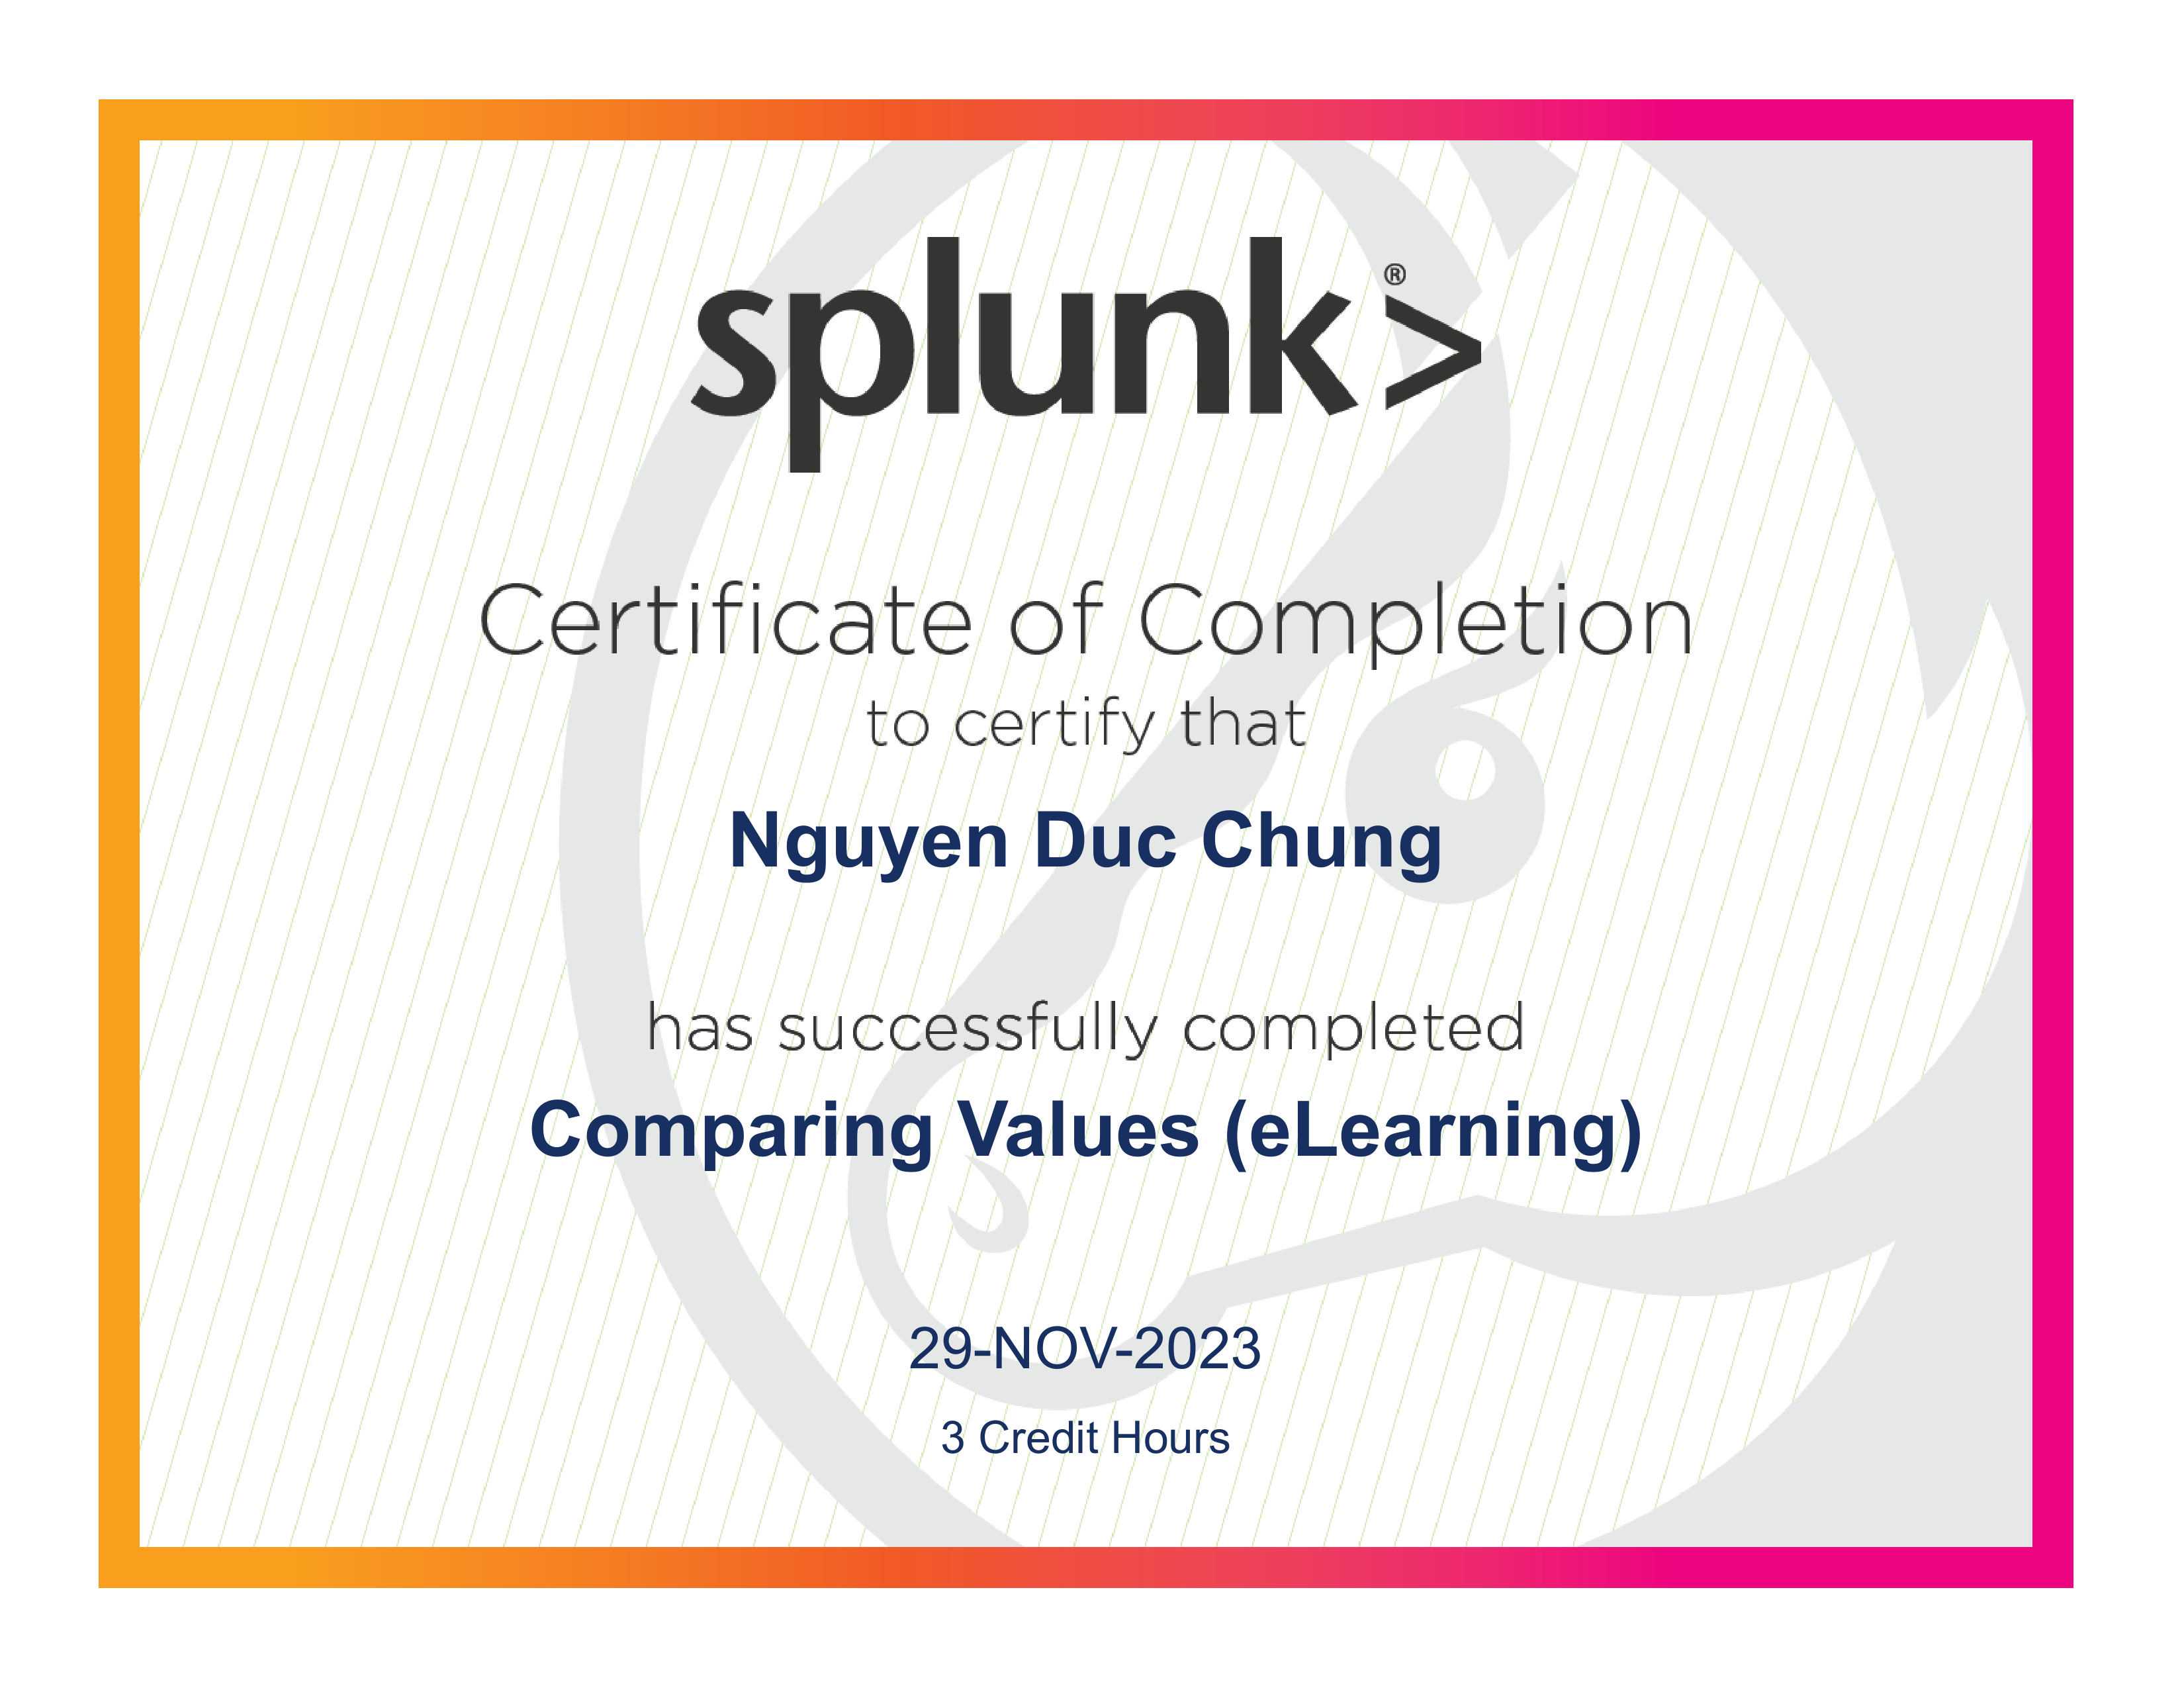 splunk>®
Certificate of Completion
to certify that
Nguyen Duc Chung
has successfully completed
Comparing Values (eLearning)
29-NOV-2023
3 Credit Hours